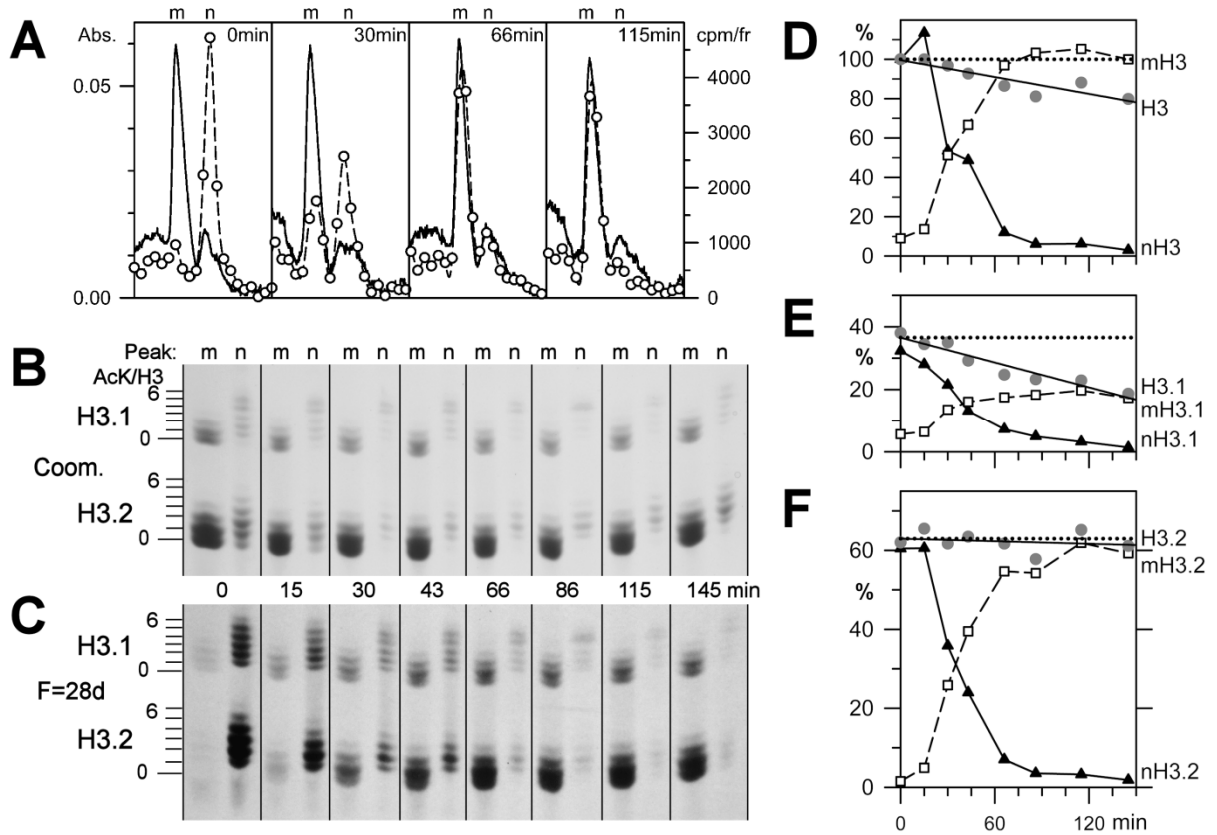 A
m n m n m n m n
Abs. 0min 30min 66min 115min cpm/fr
0.05
0.00
4000
3000
2000
1000
0
B
Peak: m n m n m n m n m n m n m n m n
AcK/H3
6
H3.1
0
Coom.
6
H3.2
0
0 15 30 43 66 86 115 145 min
C
6
H3.1
0
F=28d
6
H3.2
0
D
%
100
80
60
40
20
0
mH3
H3
nH3
E
40
%
20
0
H3.1
mH3.1
nH3.1
F
60
%
40
20
0
H3.2
mH3.2
nH3.2
0 60 120 min